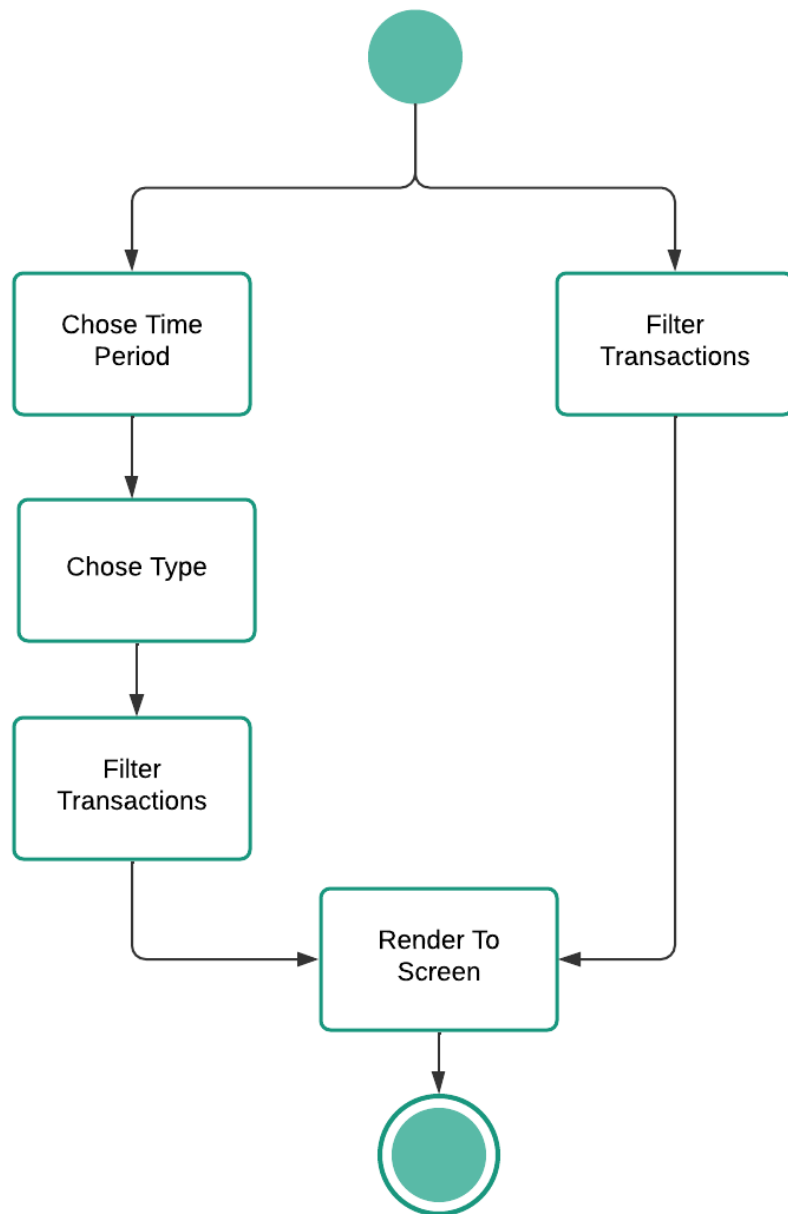 Chose Time
Period
Filter
Transactions
Chose Type
Filter
Transactions
Render To
Screen